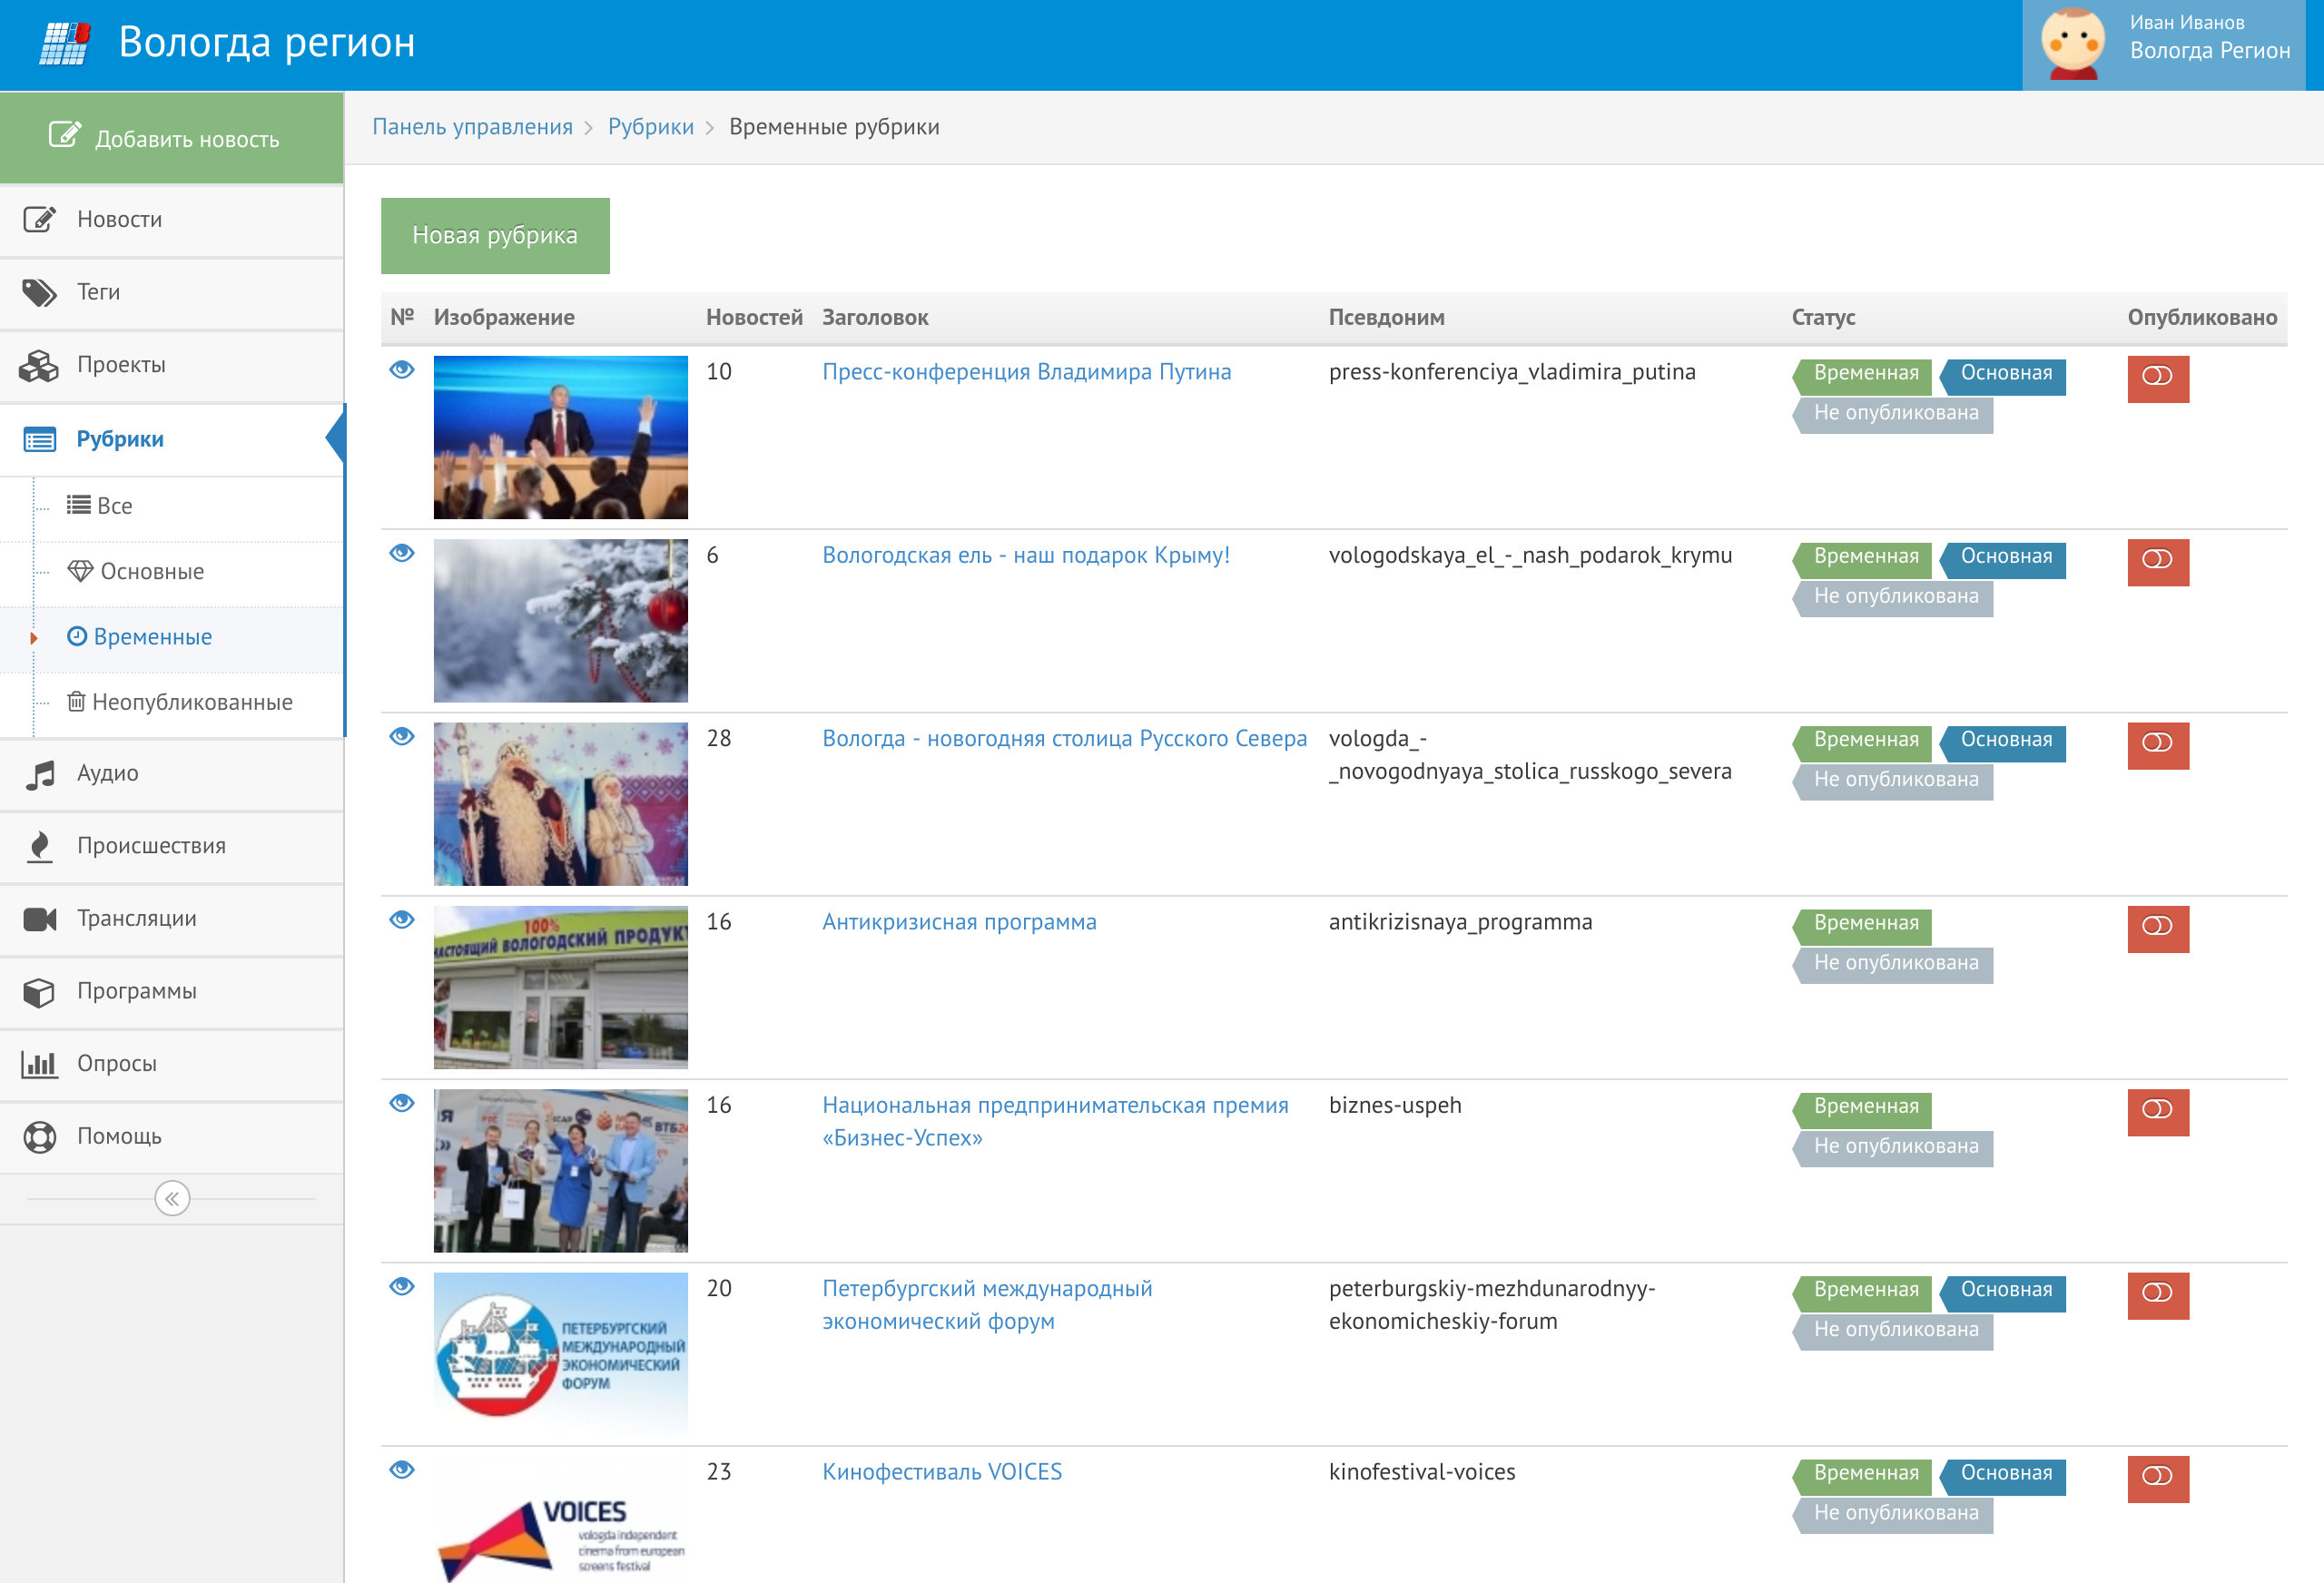 Вологда регион
Иван Иванов
Вологда Регион
Добавить новость
Новости
Теги
Проекты
Рубрики
Все
Основные
Временные
Неопубликованные
Аудио
Происшествия
Трансляции
Программы
Опросы
Помощь
Панель управления > Рубрики > Временные рубрики
Новая рубрика
№ Изображение Новостей Заголовок Псевдоним Статус Опубликовано
10 Пресс-конференция Владимира Путина press-konferenciya_vladimira_putina Временная Основная
Не опубликована
6 Вологодская ель - наш подарок Крыму! vologodskaya_el_-_nash_podarok_krymu Временная Основная
Не опубликована
28 Вологда - новогодняя столица Русского Севера vologda_- Временная Основная
_novogodnyaya_stolica_russkogo_severa Не опубликована
100%
НАСТОЯЩИЙ ВОЛОГОДСКИЙ ПРОДУКТ
16 Антикризисная программа antikrizisnaya_programma Временная
Не опубликована
ВТБ24
16 Национальная предпринимательская премия biznes-uspeh Временная
«Бизнес-Успех» Не опубликована
ПЕТЕРБУРГСКИЙ
МЕЖДУНАРОДНЫЙ
ЭКОНОМИЧЕСКИЙ
ФОРУМ
20 Петербургский международный peterburgskiy-mezhdunarodnyy- Временная Основная
экономический форум ekonomicheskiy-forum Не опубликована
VOICES
vologda independent
cinema from european
screens festival
23 Кинофестиваль VOICES kinofestival-voices Временная Основная
Не опубликована